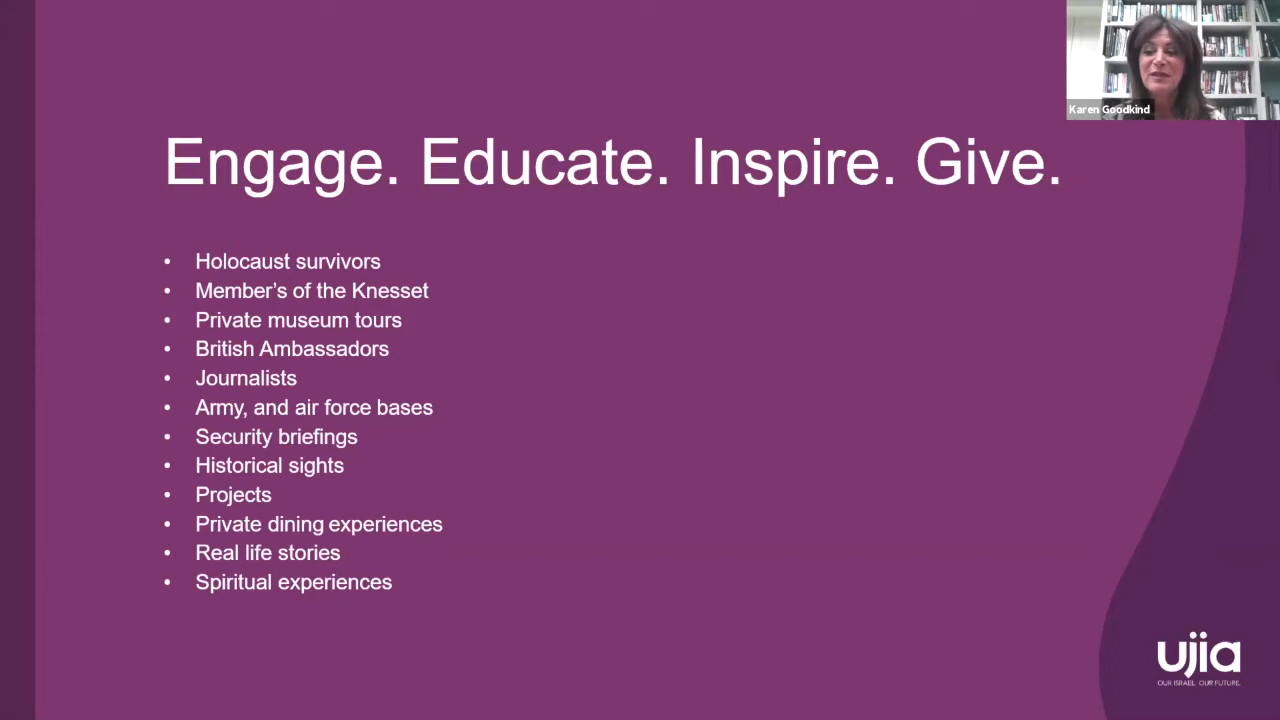 Karen Goodkind
Engage. Educate. Inspire. Give.
• Holocaust survivors
• Member's of the Knesset
• Private museum tours
• British Ambassadors
• Journalists
• Army, and air force bases
• Security briefings
• Historical sights
• Projects
• Private dining experiences
• Real life stories
• Spiritual experiences
ujia
OUR ISRAEL. OUR FUTURE.